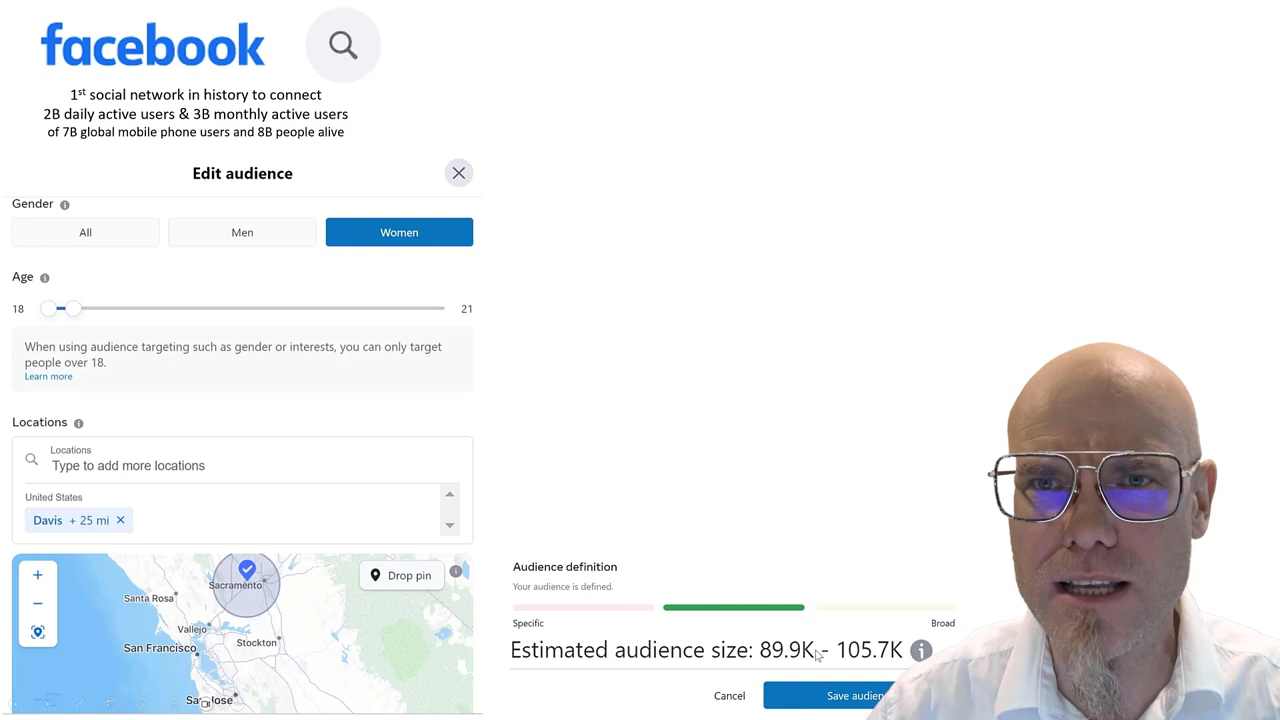 facebook
1st social network in history to connect
2B daily active users & 3B monthly active users
of 7B global mobile phone users and 8B people alive
Edit audience
Gender
All
Men
Women
Age
18
21
When using audience targeting such as gender or interests, you can only target
people over 18.
Learn more
Locations
Locations
Type to add more locations
United States
Davis + 25 mi
Drop pin
Sacramento
Santa Rosa
Vallejo
Stockton
San Francisco
Audience definition
Your audience is defined.
Specific
Broad
Estimated audience size: 89.9K - 105.7K
Cancel
Save audien